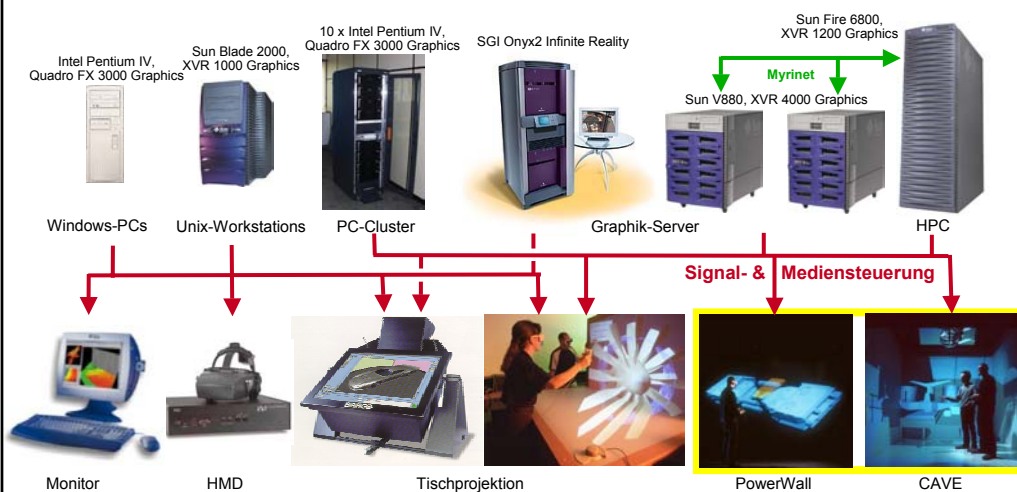 Intel Pentium IV,
Quadro FX 3000 Graphics
Sun Blade 2000,
XVR 1000 Graphics
10 x Intel Pentium IV,
Quadro FX 3000 Graphics
SGI Onyx2 Infinite Reality
Sun Fire 6800,
XVR 1200 Graphics
Myrinet
Sun V880, XVR 4000 Graphics
Windows-PCs
Unix-Workstations
PC-Cluster
Graphik-Server
HPC
Signal- & Mediensteuerung
BARCO
Monitor
HMD
Tischprojektion
PowerWall
CAVE